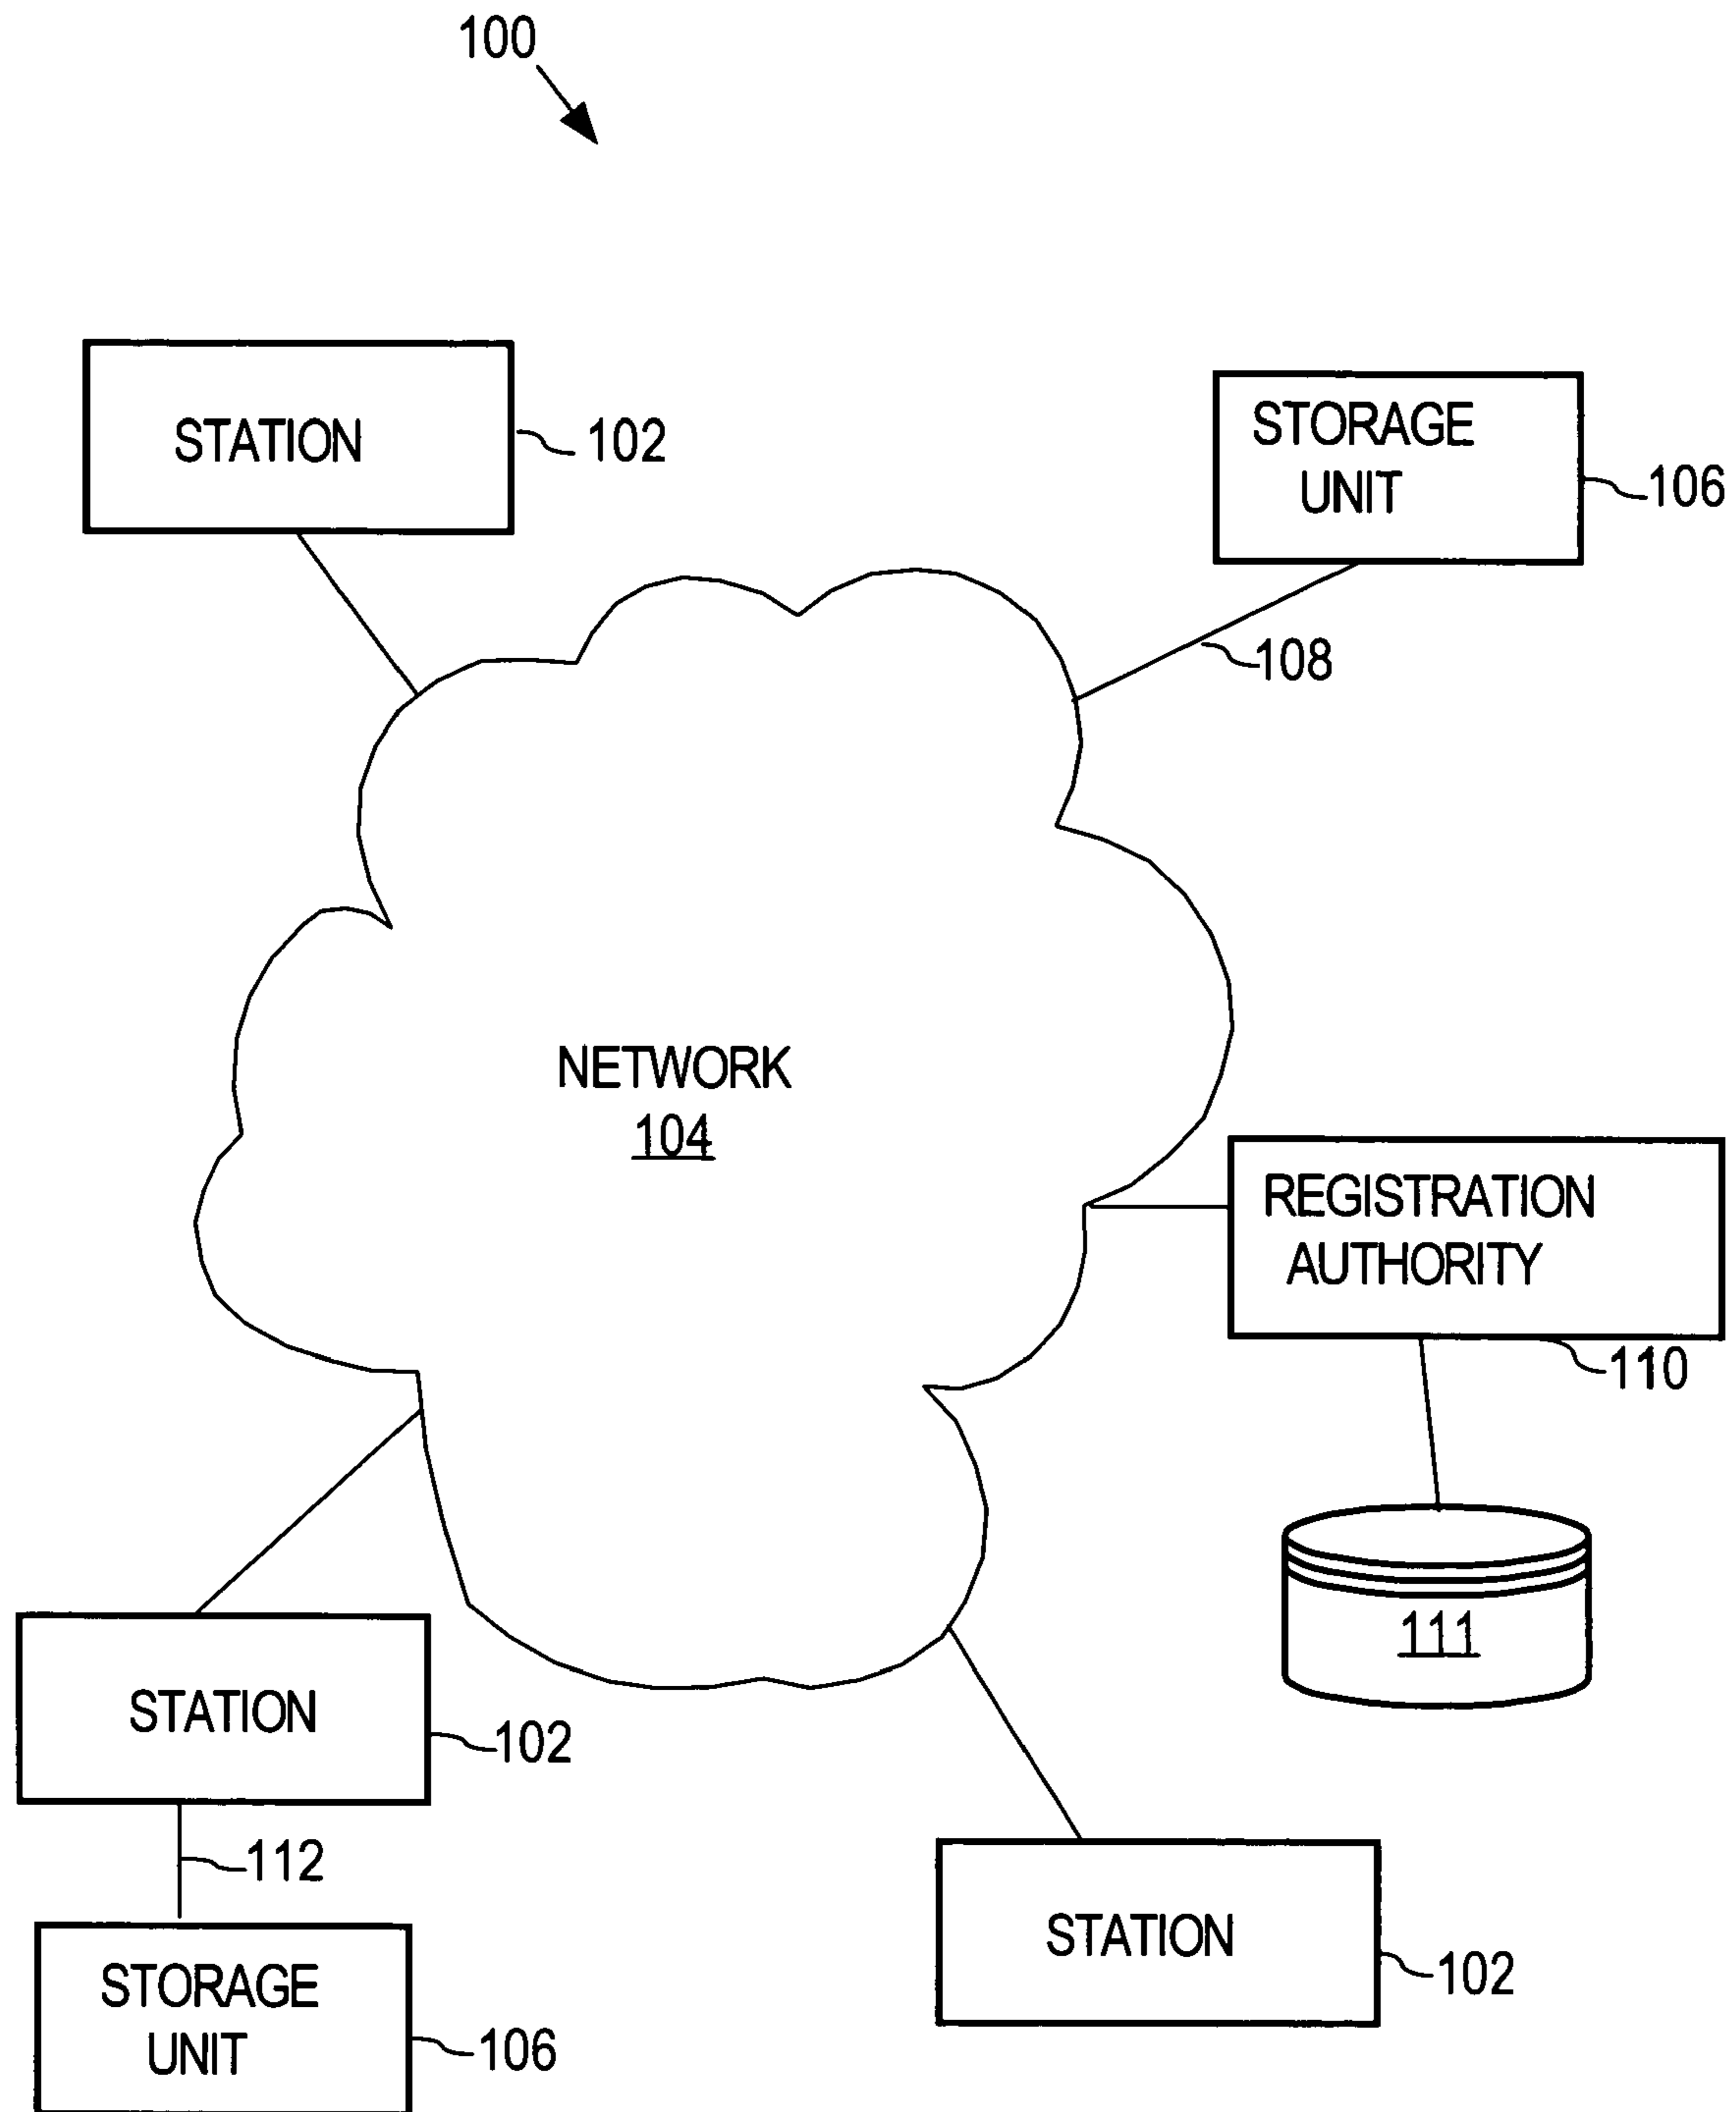 100
STATION
102
STORAGE
UNIT
106
108
NETWORK
104
REGISTRATION
AUTHORITY
110
111
STATION
102
112
STATION
102
STORAGE
UNIT
106